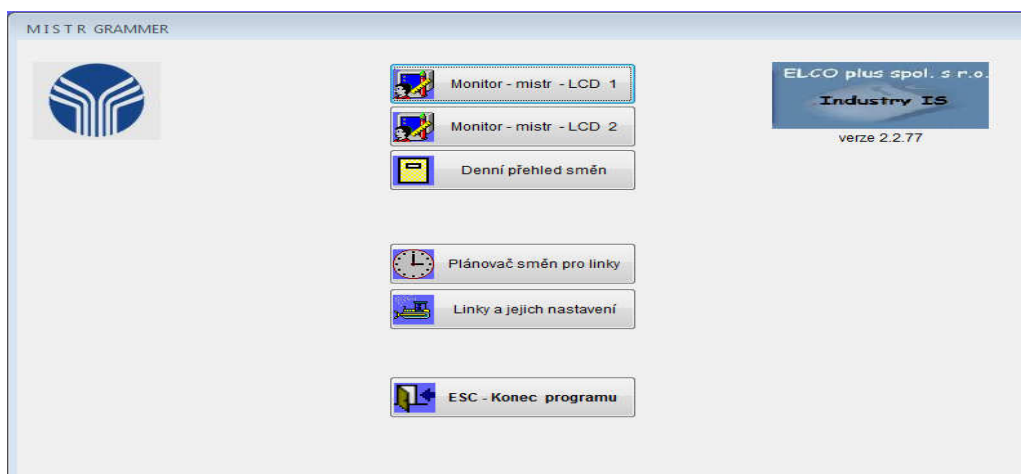 MISTR GRAMMER
Monitor - mistr - LCD 1
Monitor - mistr - LCD 2
Denní přehled směn
Plánovač směn pro linky
Linky a jejich nastavení
ESC - Konec programu
ELCO plus spol. s r.o.
Industry IS
verze 2.2.77